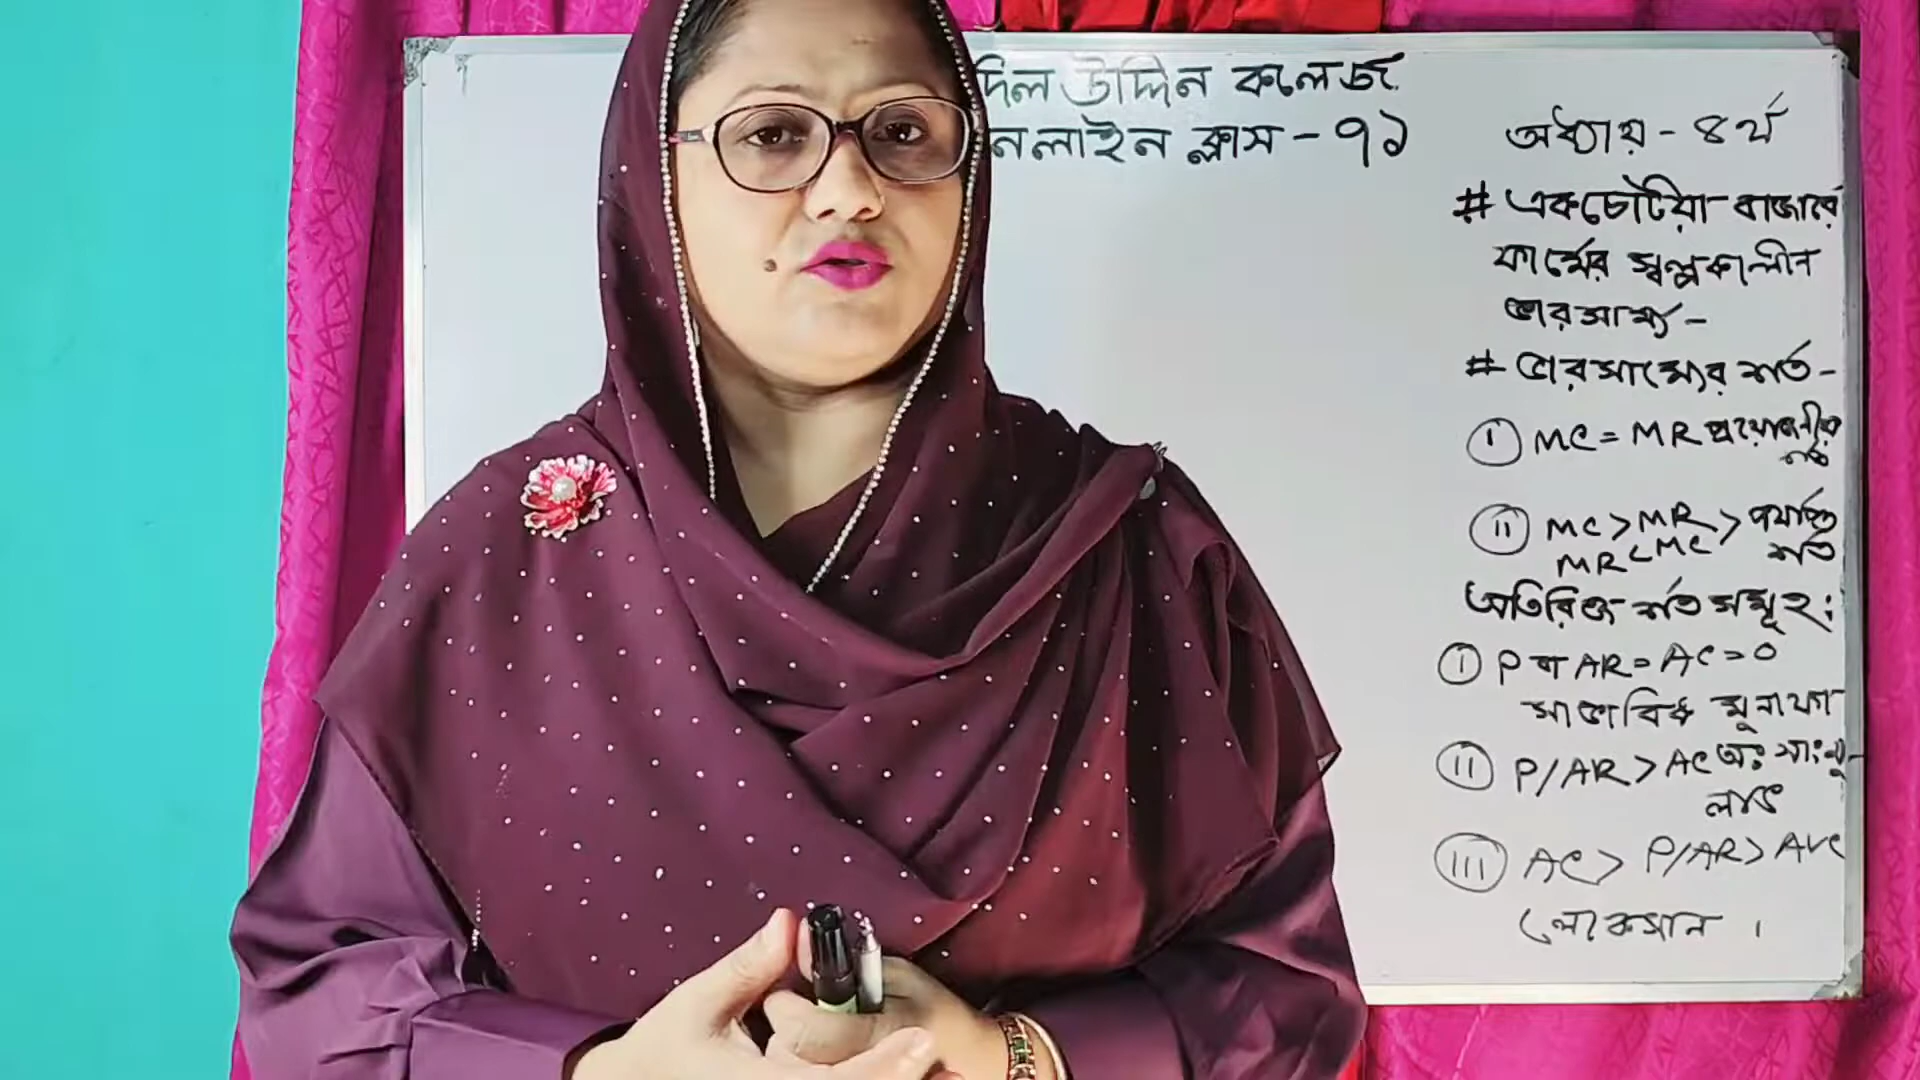 দিল উদ্দিন কলেজ
নলাইন ক্লাস - ৭১
অধ্যায় - ৪র্থ
# একচেটিয়া বাজারে
ফার্মের স্বল্পকালীন
ভারসাম্য -
# ভারসাম্যের শর্ত -
(i) MC = MR প্রয়োজনীয়
শর্ত
(ii) MC > MR > পর্যাপ্ত
MR < MC শর্ত
অতিরিক্ত শর্তসমূহ:
(i) P বা AR = AC = 0
সাভাবিক মুনাফা
(ii) P/AR > AC
লাভ
(iii) AC > P/AR > AVC
লোকসান ।